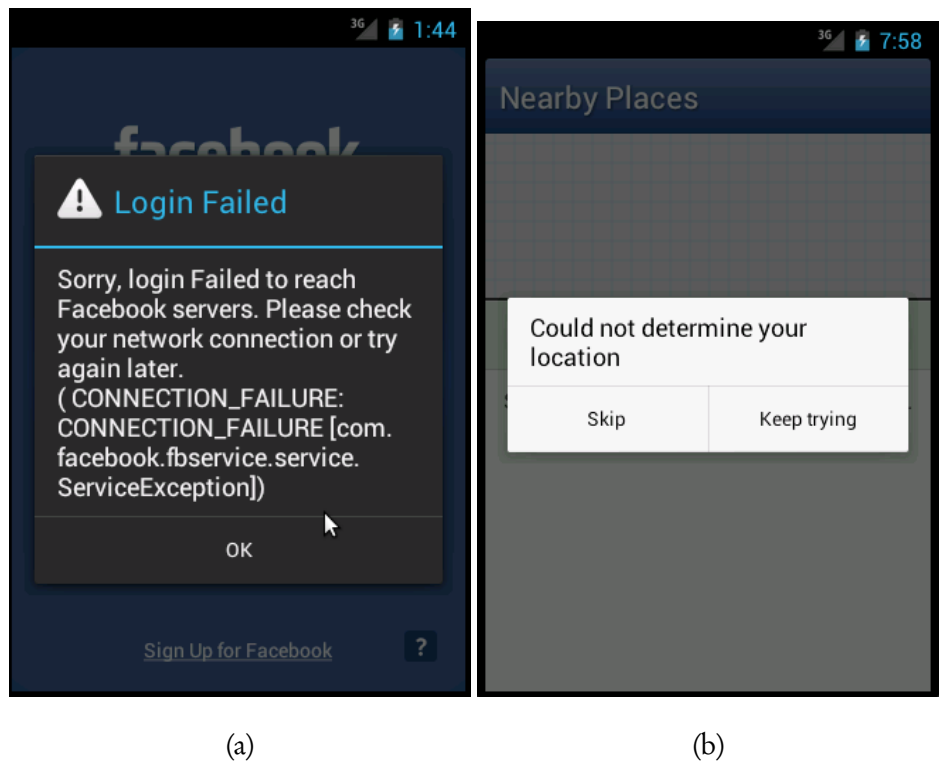 3G 1:44
facebook
Login Failed
Sorry, login Failed to reach
Facebook servers. Please check
your network connection or try
again later.
( CONNECTION_FAILURE:
CONNECTION_FAILURE [com.
facebook.fbservice.service.
ServiceException])
OK
Sign Up for Facebook
?
(a)
3G 7:58
Nearby Places
Could not determine your
location
Skip
Keep trying
(b)